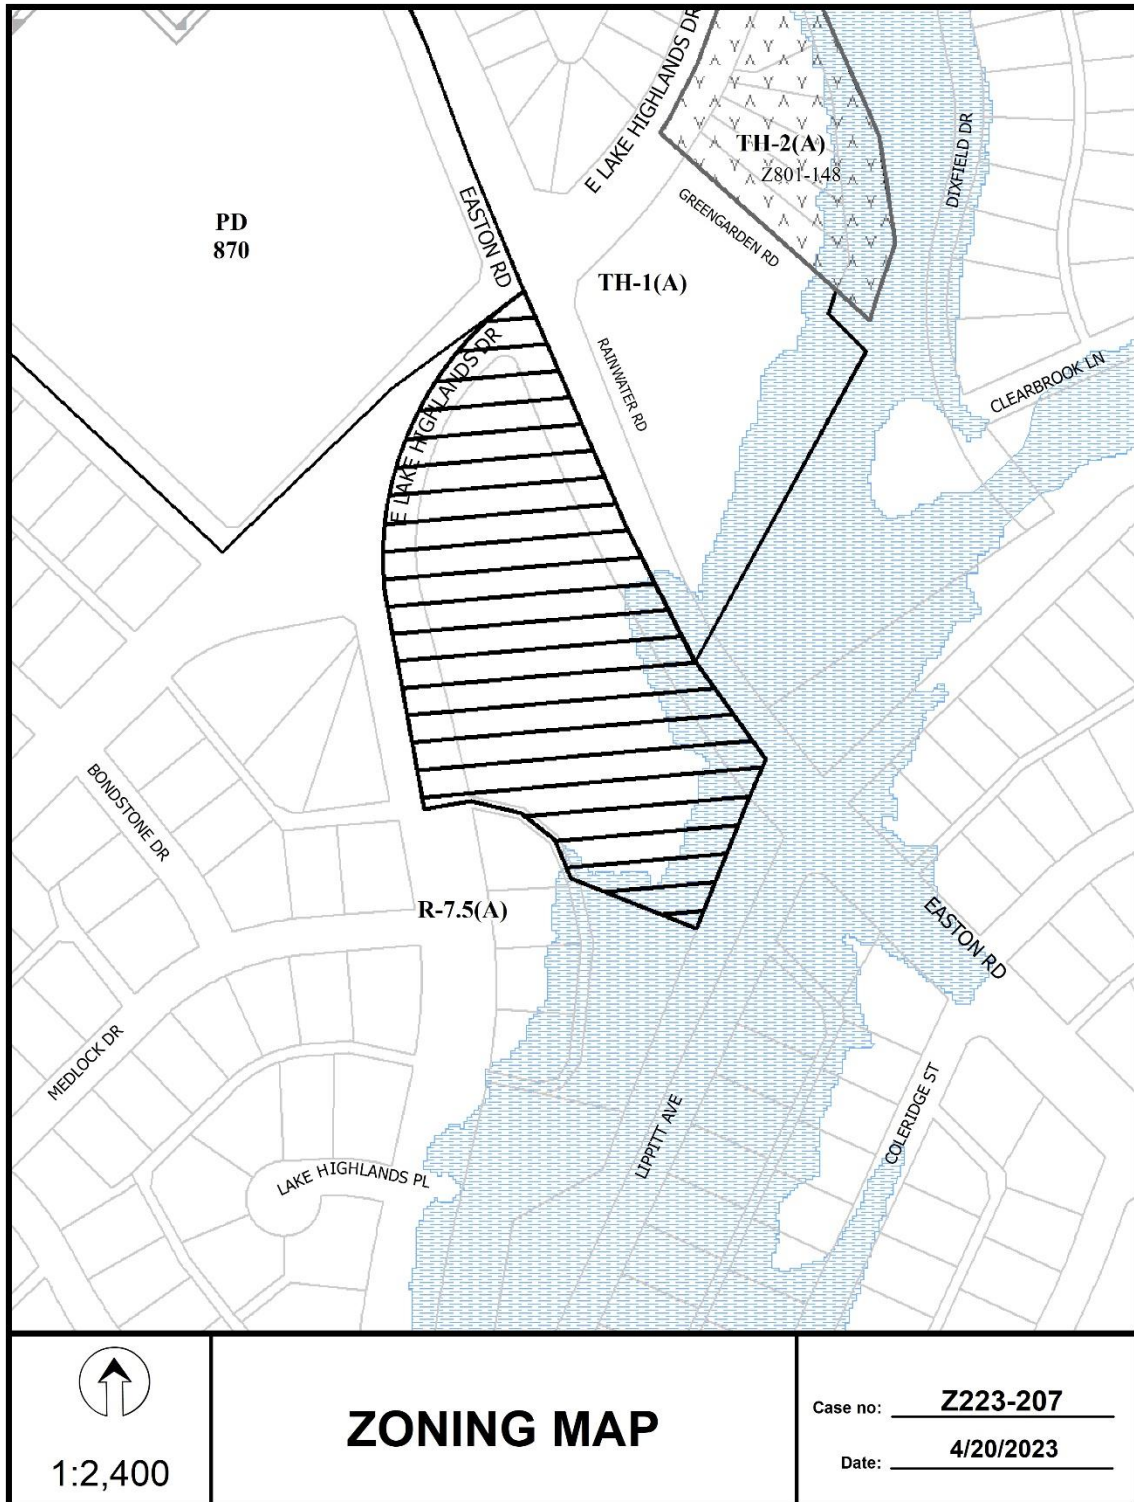 E LAKE HIGHLANDS DR
TH-2(A)
Z801-148
DIXFIELD DR
PD
870
EASTON RD
GREENGARDEN RD
TH-1(A)
E LAKE HIGHLANDS DR
RAINWATER RD
CLEARBROOK LN
BONDSTONE DR
R-7.5(A)
EASTON RD
MEDLOCK DR
LAKE HIGHLANDS PL
LIPPITT AVE
COLERIDGE ST
1:2,400
ZONING MAP
Case no: Z223-207
Date: 4/20/2023